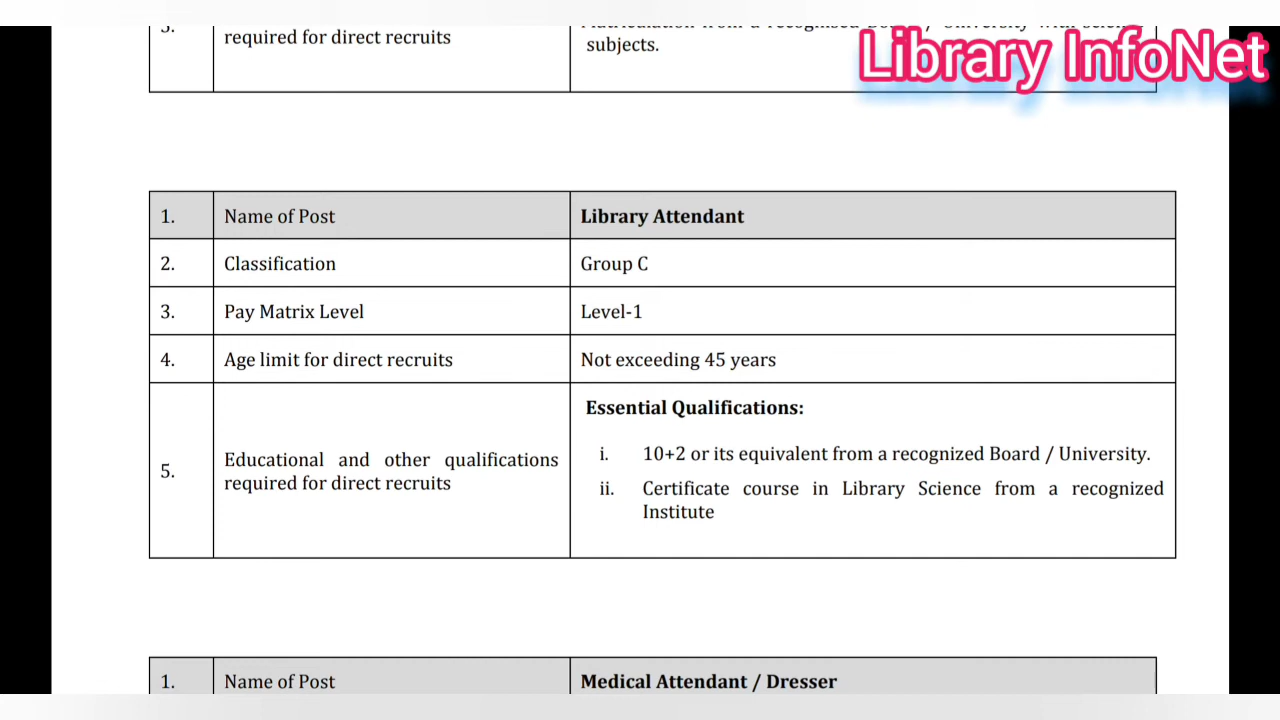 required for direct recruits
subjects.
Library InfoNet
1. Name of Post Library Attendant
2. Classification Group C
3. Pay Matrix Level Level-1
4. Age limit for direct recruits Not exceeding 45 years
5. Educational and other qualifications
required for direct recruits
Essential Qualifications:
i. 10+2 or its equivalent from a recognized Board / University.
ii. Certificate course in Library Science from a recognized
Institute
1. Name of Post Medical Attendant / Dresser